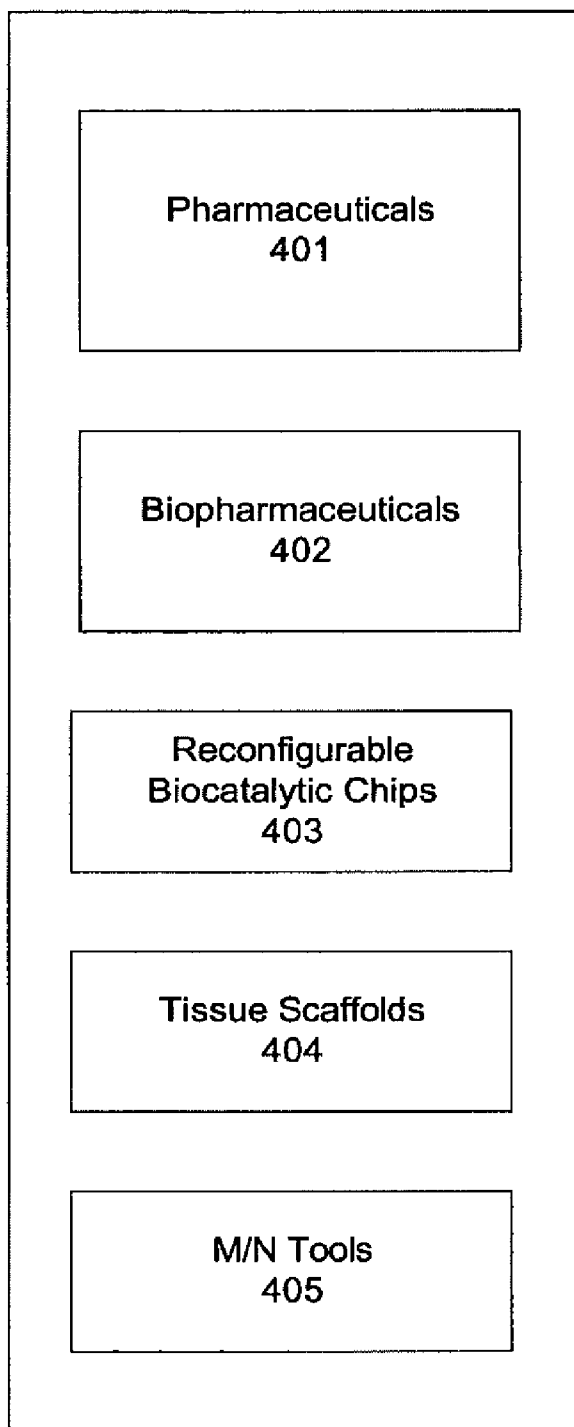 Pharmaceuticals
401
Biopharmaceuticals
402
Reconfigurable
Biocatalytic Chips
403
Tissue Scaffolds
404
M/N Tools
405